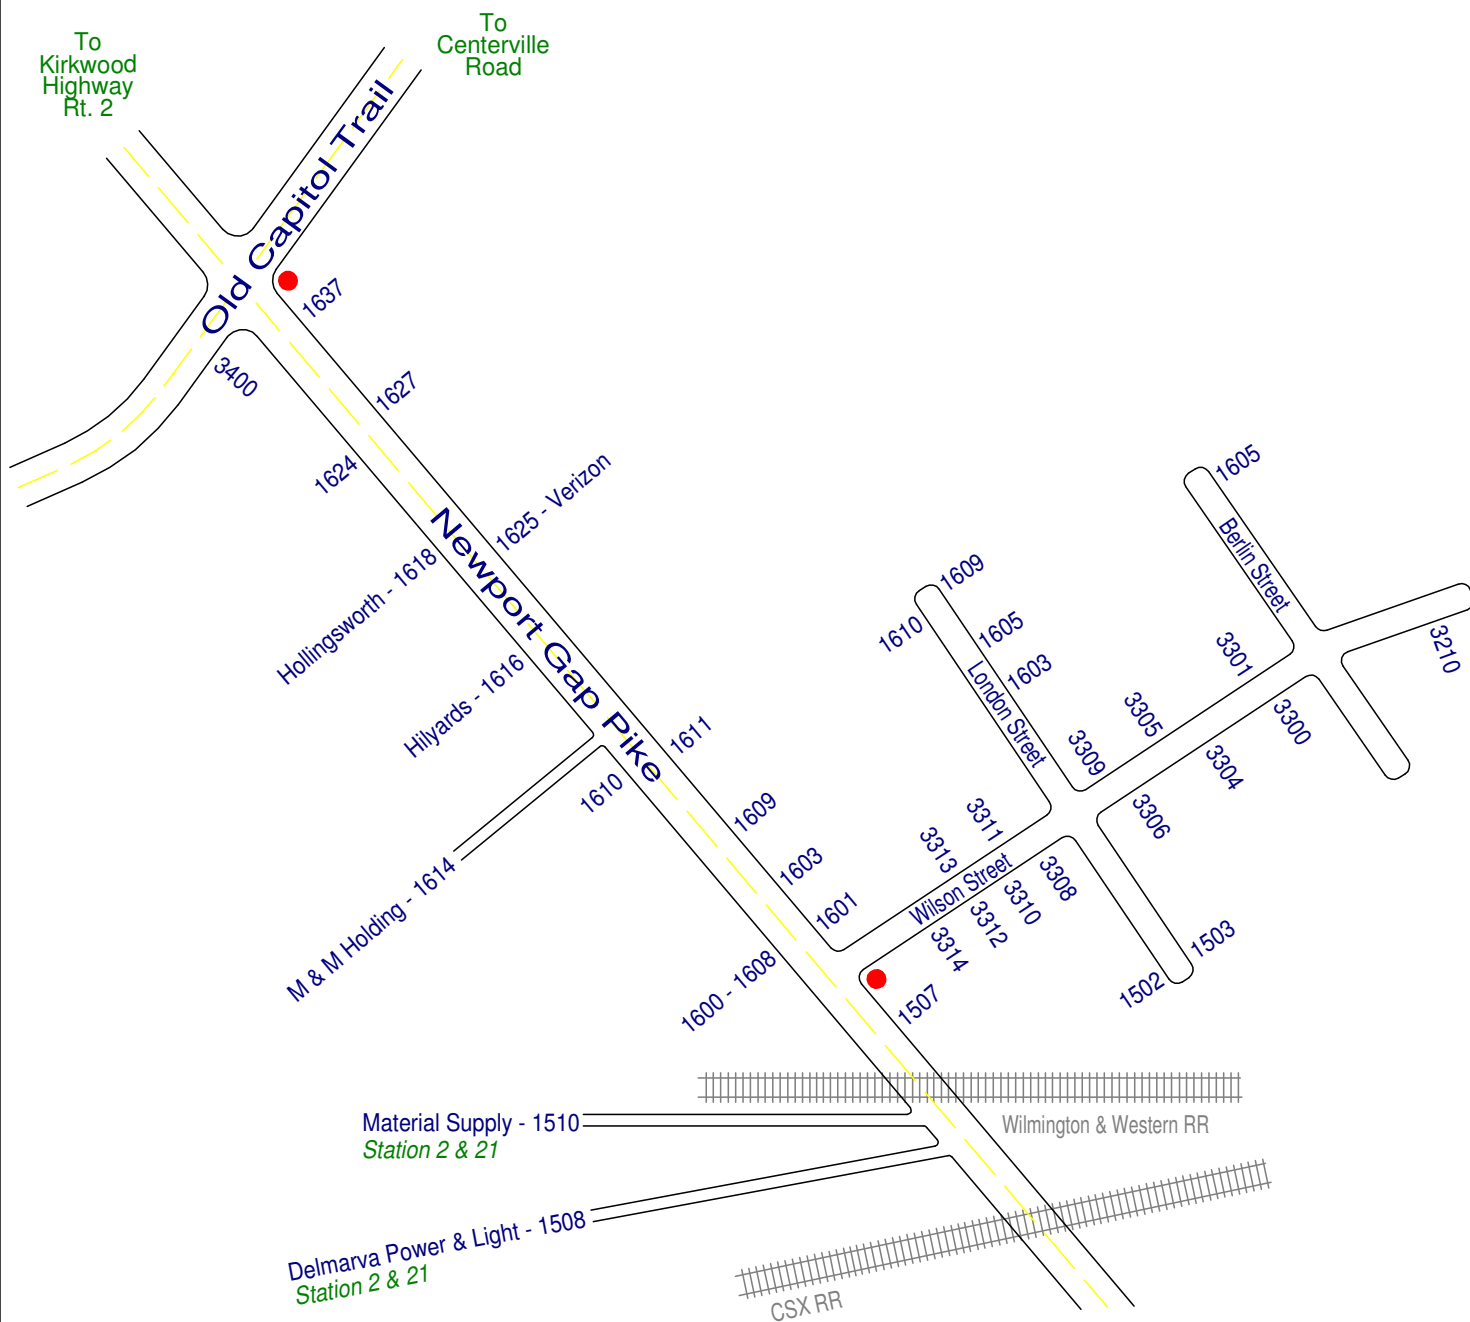 To
Kirkwood
Highway
Rt. 2
To
Centerville
Road
Old Capitol Trail
1637
3400
1627
1624
1625 - Verizon
Newport Gap Pike
Hollingsworth - 1618
Hilyards - 1616
1611
1610
M & M Holding - 1614
1609
1603
1601
1600 - 1608
1507
1605
Berlin Street
1609
1610
1605
1603
London Street
3301
3210
3305
3300
3309
3304
3306
3311
3313
Wilson Street
3308
3310
3312
3314
1503
1502
Wilmington & Western RR
Material Supply - 1510
Station 2 & 21
Delmarva Power & Light - 1508
Station 2 & 21
CSX RR